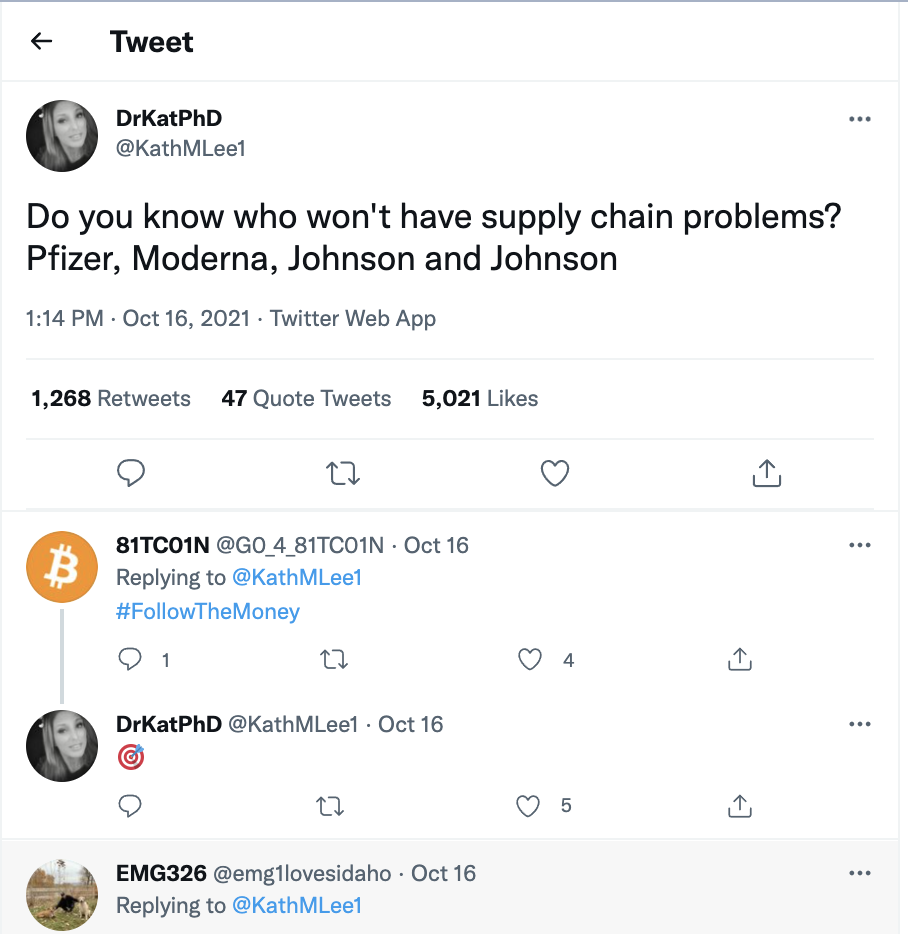 Tweet
DrKatPhD
@KathMLee1
Do you know who won't have supply chain problems?
Pfizer, Moderna, Johnson and Johnson
1:14 PM · Oct 16, 2021 · Twitter Web App
1,268 Retweets 47 Quote Tweets 5,021 Likes
81TC01N @G0_4_81TC01N · Oct 16
Replying to @KathMLee1
#FollowTheMoney
1 4
DrKatPhD @KathMLee1 · Oct 16
🎯
5
EMG326 @emg1lovesidaho · Oct 16
Replying to @KathMLee1